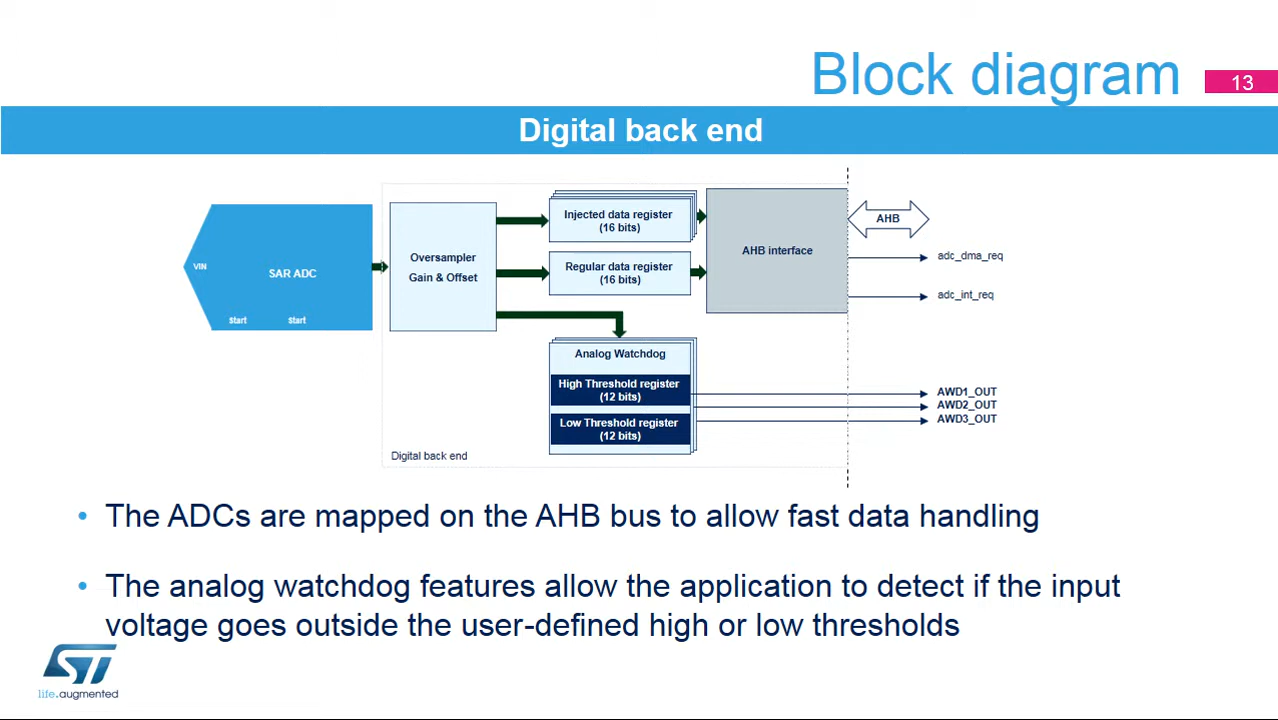 Block diagram
13
Digital back end
VIN
SAR ADC
Start Start
Oversampler
Gain & Offset
Injected data register
(16 bits)
Regular data register
(16 bits)
AHB interface
AHB
adc_dma_req
adc_int_req
Analog Watchdog
High Threshold register
(12 bits)
Low Threshold register
(12 bits)
AWD1_OUT
AWD2_OUT
AWD3_OUT
Digital back end
• The ADCs are mapped on the AHB bus to allow fast data handling
• The analog watchdog features allow the application to detect if the input
voltage goes outside the user-defined high or low thresholds
ST
life.augmented